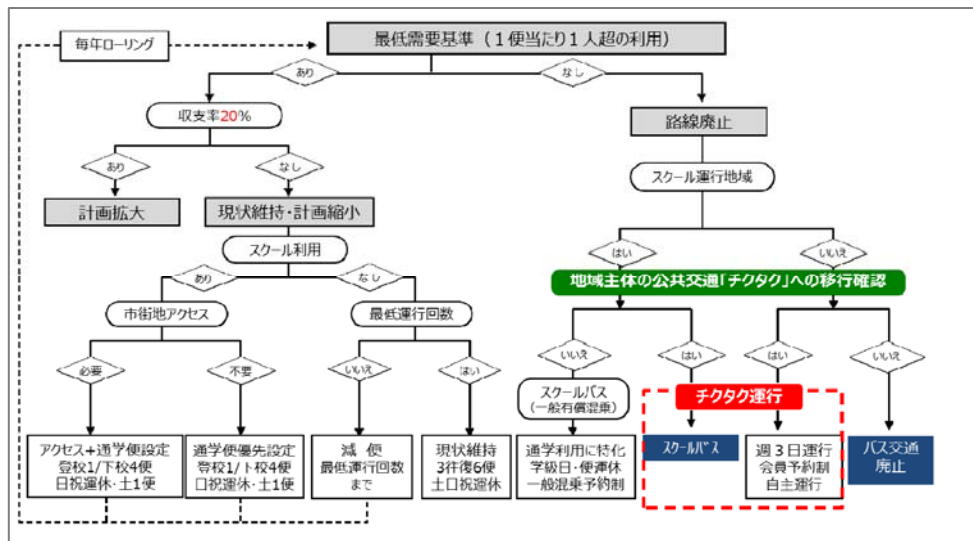 毎年ローリング
最低需要基準（1便当たり1人超の利用）
あり
なし
収支率20%
路線廃止
あり
なし
スクール運行地域
計画拡大
現状維持・計画縮小
スクール利用
はい
いいえ
あり
なし
地域主体の公共交通「チクタク」への移行確認
市街地アクセス
最低運行回数
いいえ
はい
はい
いいえ
必要
不要
いいえ
はい
スクールバス
（一般有償混乗）
チクタク運行
アクセス+通学便設定
登校1/下校4便
日祝運休・土1便
通学便優先設定
登校1/下校4便
口祝運休・土1便
減便
最低運行回数
まで
現状維持
3往復6便
土口祝運休
通学利用に特化
学級日・便運休
一般混乗予約制
スクールバス
週3日運行
会員予約制
自主運行
バス交通
廃止